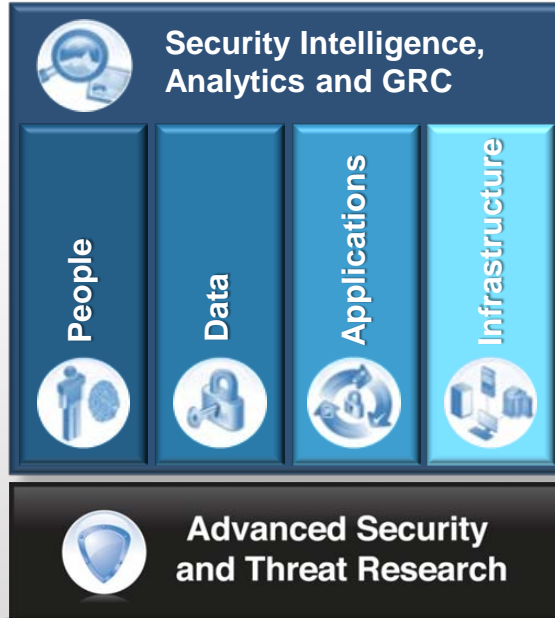 Security Intelligence,
Analytics and GRC
People
Data
Applications
Infrastructure
Advanced Security
and Threat Research